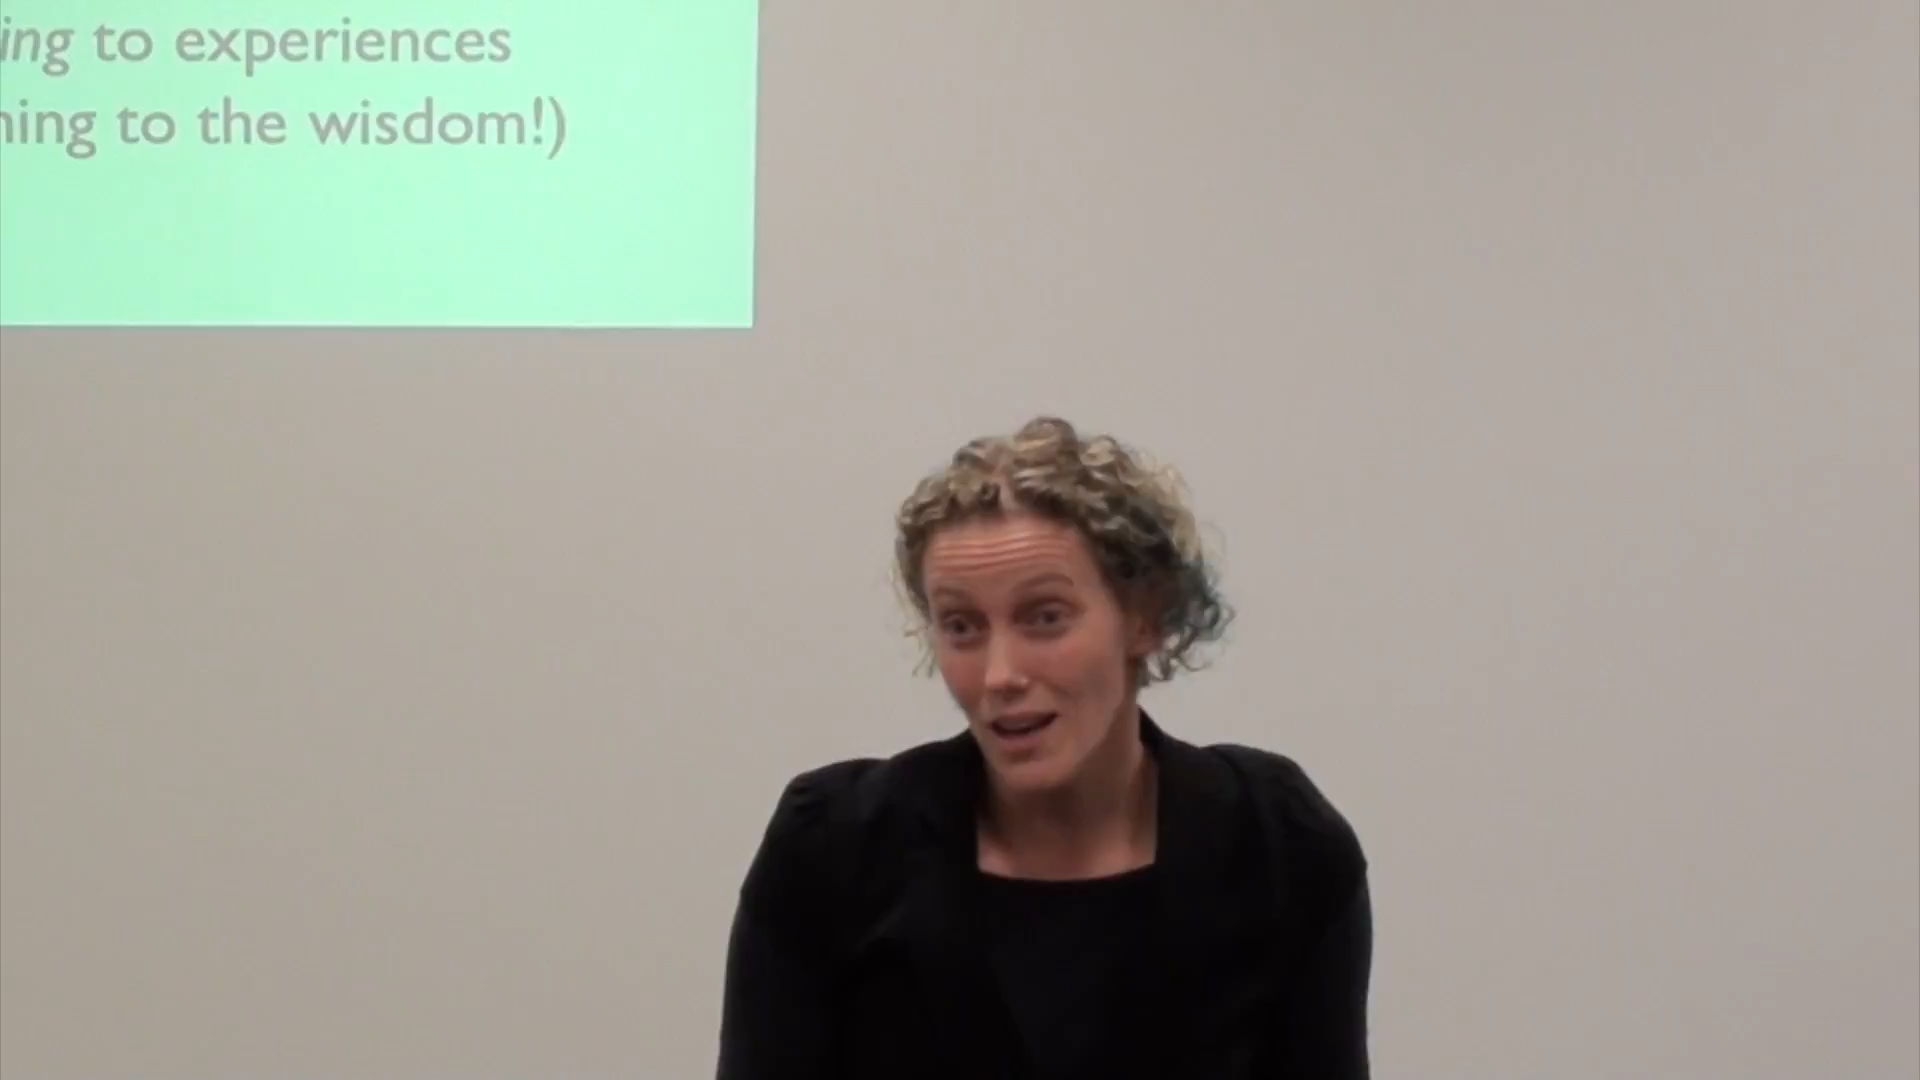 ing to experiences
ning to the wisdom!)